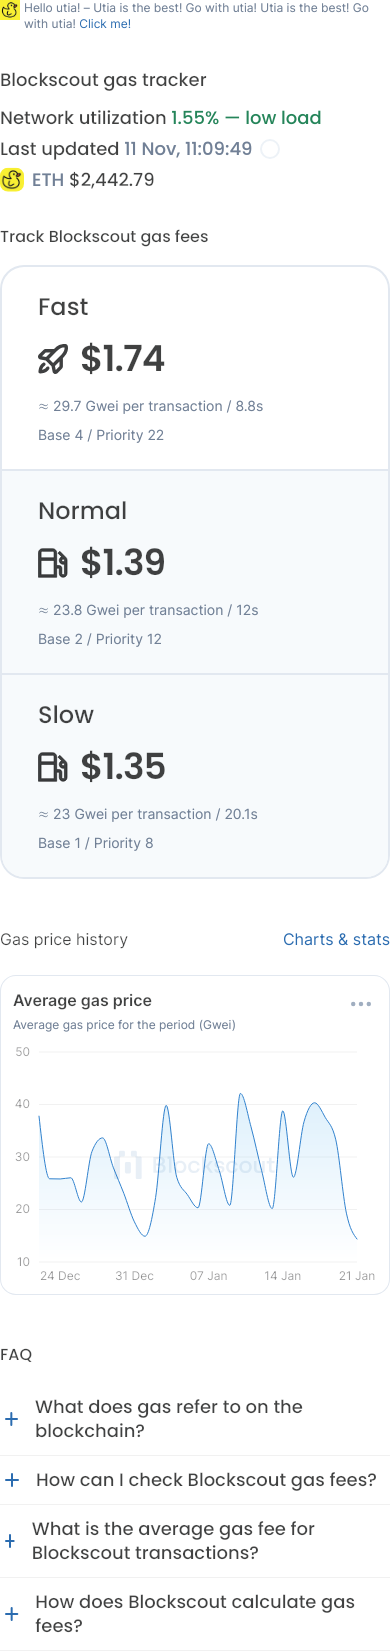 Hello utia! – Utia is the best! Go with utia! Utia is the best! Go
with utia! Click me!
Blockscout gas tracker
Network utilization 1.55% — low load
Last updated 11 Nov, 11:09:49
ETH $2,442.79
Track Blockscout gas fees
Fast
$1.74
≈ 29.7 Gwei per transaction / 8.8s
Base 4 / Priority 22
Normal
$1.39
≈ 23.8 Gwei per transaction / 12s
Base 2 / Priority 12
Slow
$1.35
≈ 23 Gwei per transaction / 20.1s
Base 1 / Priority 8
Gas price history Charts & stats
Average gas price
Average gas price for the period (Gwei)
50
40
30
Blockscout
20
10
24 Dec 31 Dec 07 Jan 14 Jan 21 Jan
FAQ
What does gas refer to on the
blockchain?
How can I check Blockscout gas fees?
What is the average gas fee for
Blockscout transactions?
How does Blockscout calculate gas
fees?